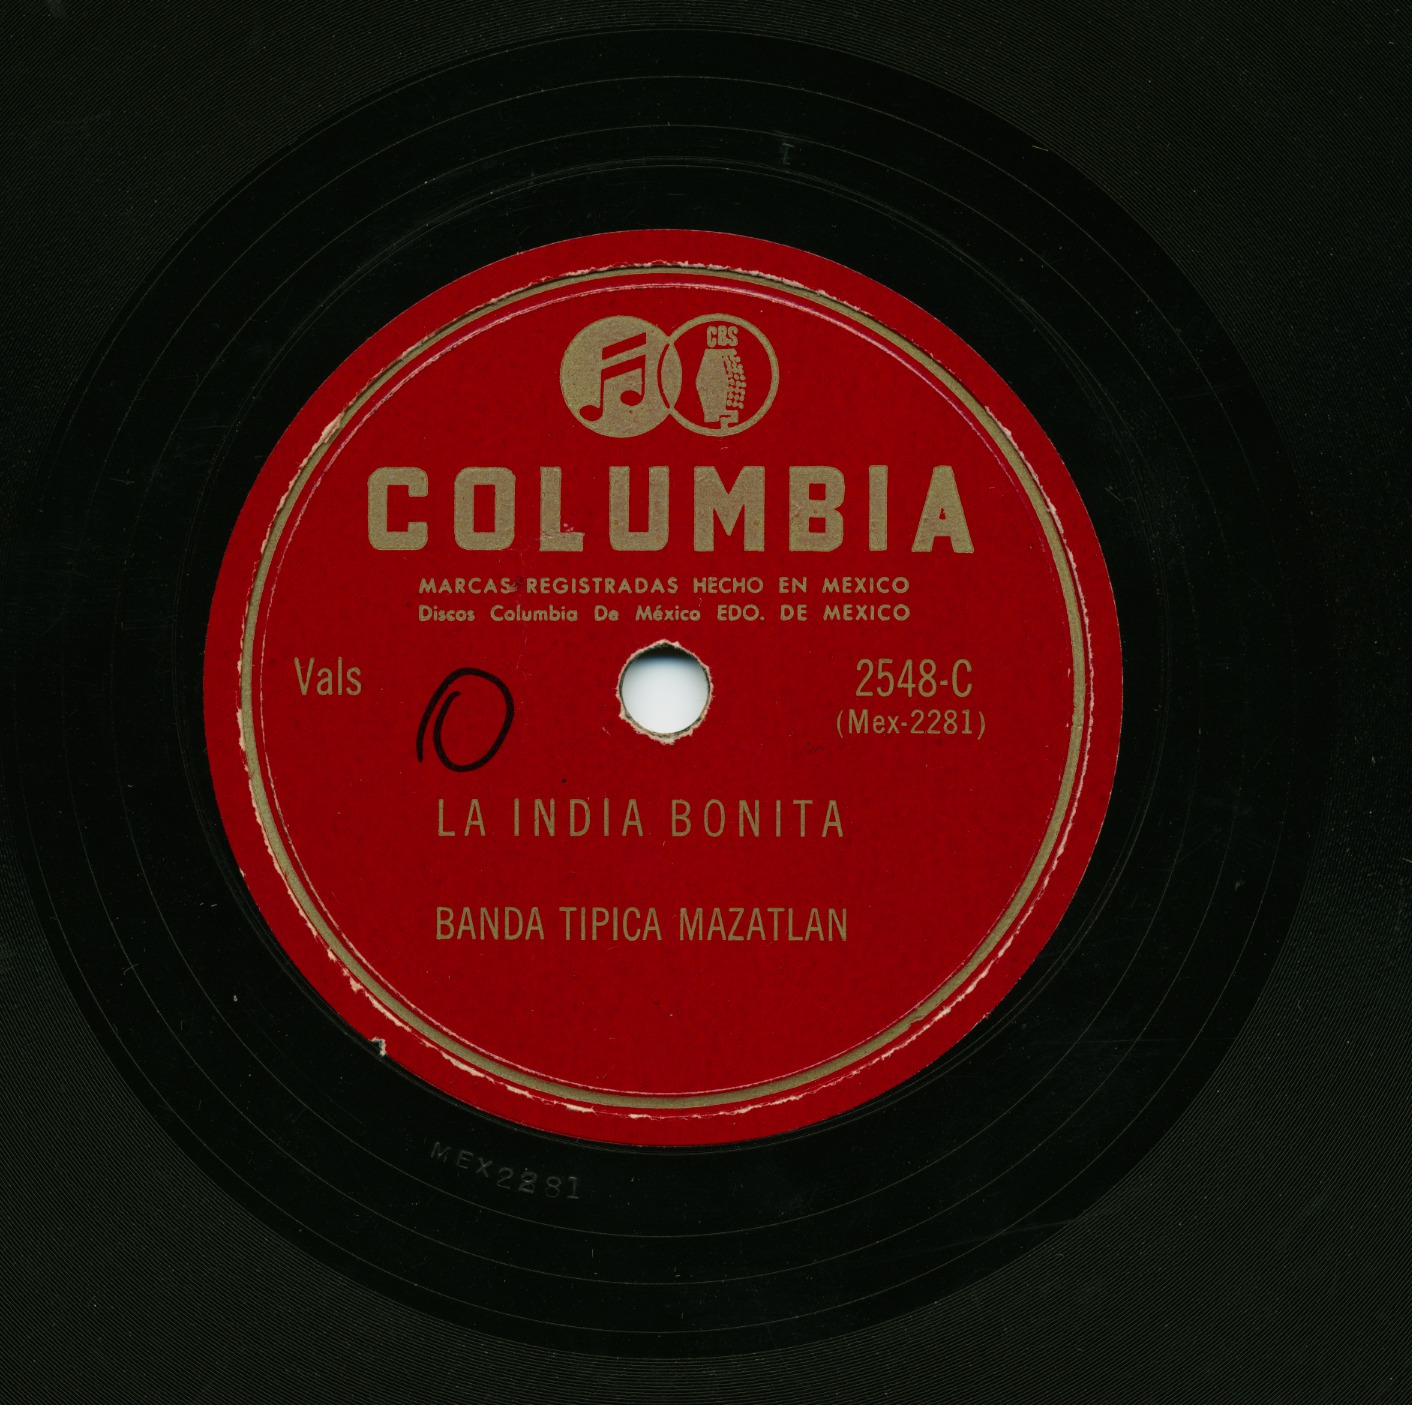 I
CBS
COLUMBIA
MARCAS REGISTRADAS HECHO EN MEXICO
Discos Columbia De México EDO. DE MEXICO
Vals
2548-C
(Mex-2281)
O
LA INDIA BONITA
BANDA TIPICA MAZATLAN
MEX2281